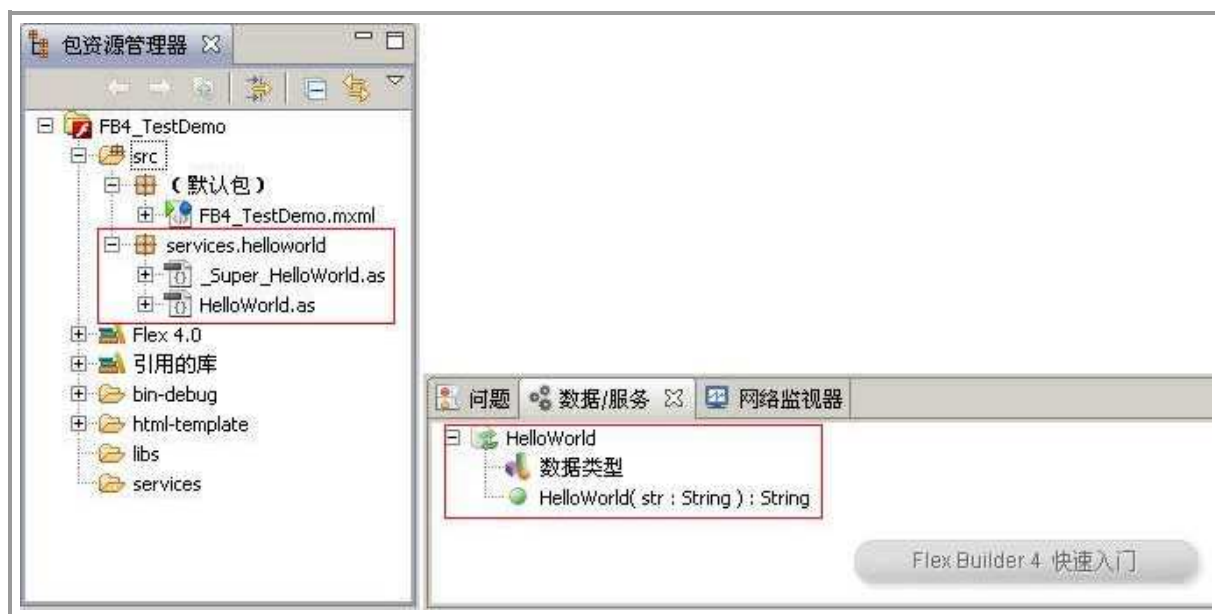 包资源管理器
FB4_TestDemo
src
（默认包）
FB4_TestDemo.mxml
services.helloworld
_Super_HelloWorld.as
HelloWorld.as
Flex 4.0
引用的库
bin-debug
html-template
libs
services
问题 数据/服务 网络监视器
HelloWorld
数据类型
HelloWorld( str : String ) : String
Flex Builder 4 快速入门